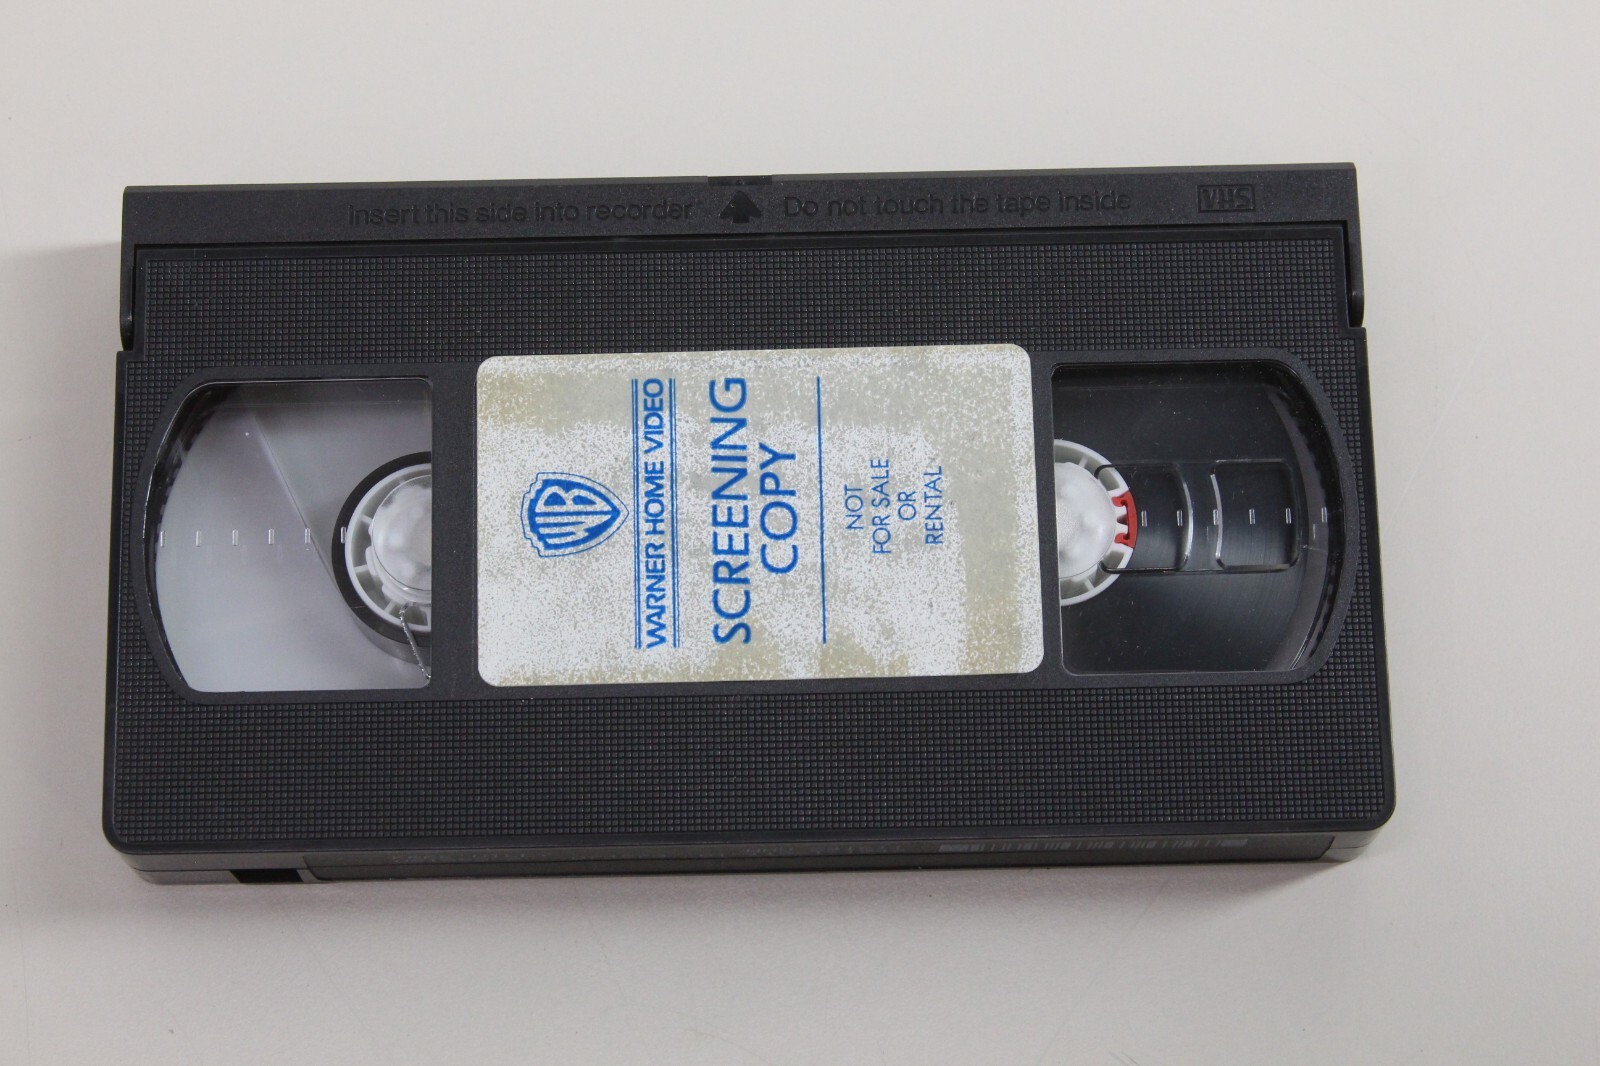 Insert this side into recorder
Do not touch the tape inside
VHS
WB
WARNER HOME VIDEO
SCREENING
COPY
NOT
FOR SALE
OR
RENTAL